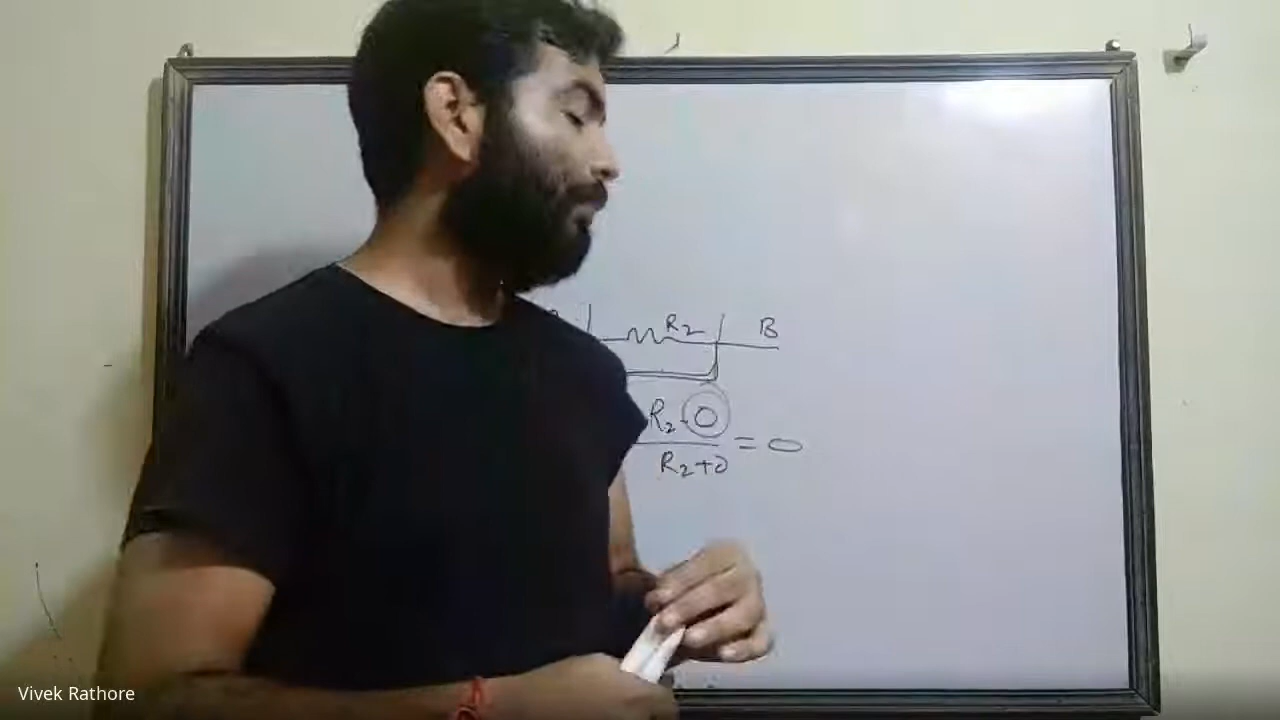 R₂ B
R₂·0
R₂+0
= 0
Vivek Rathore